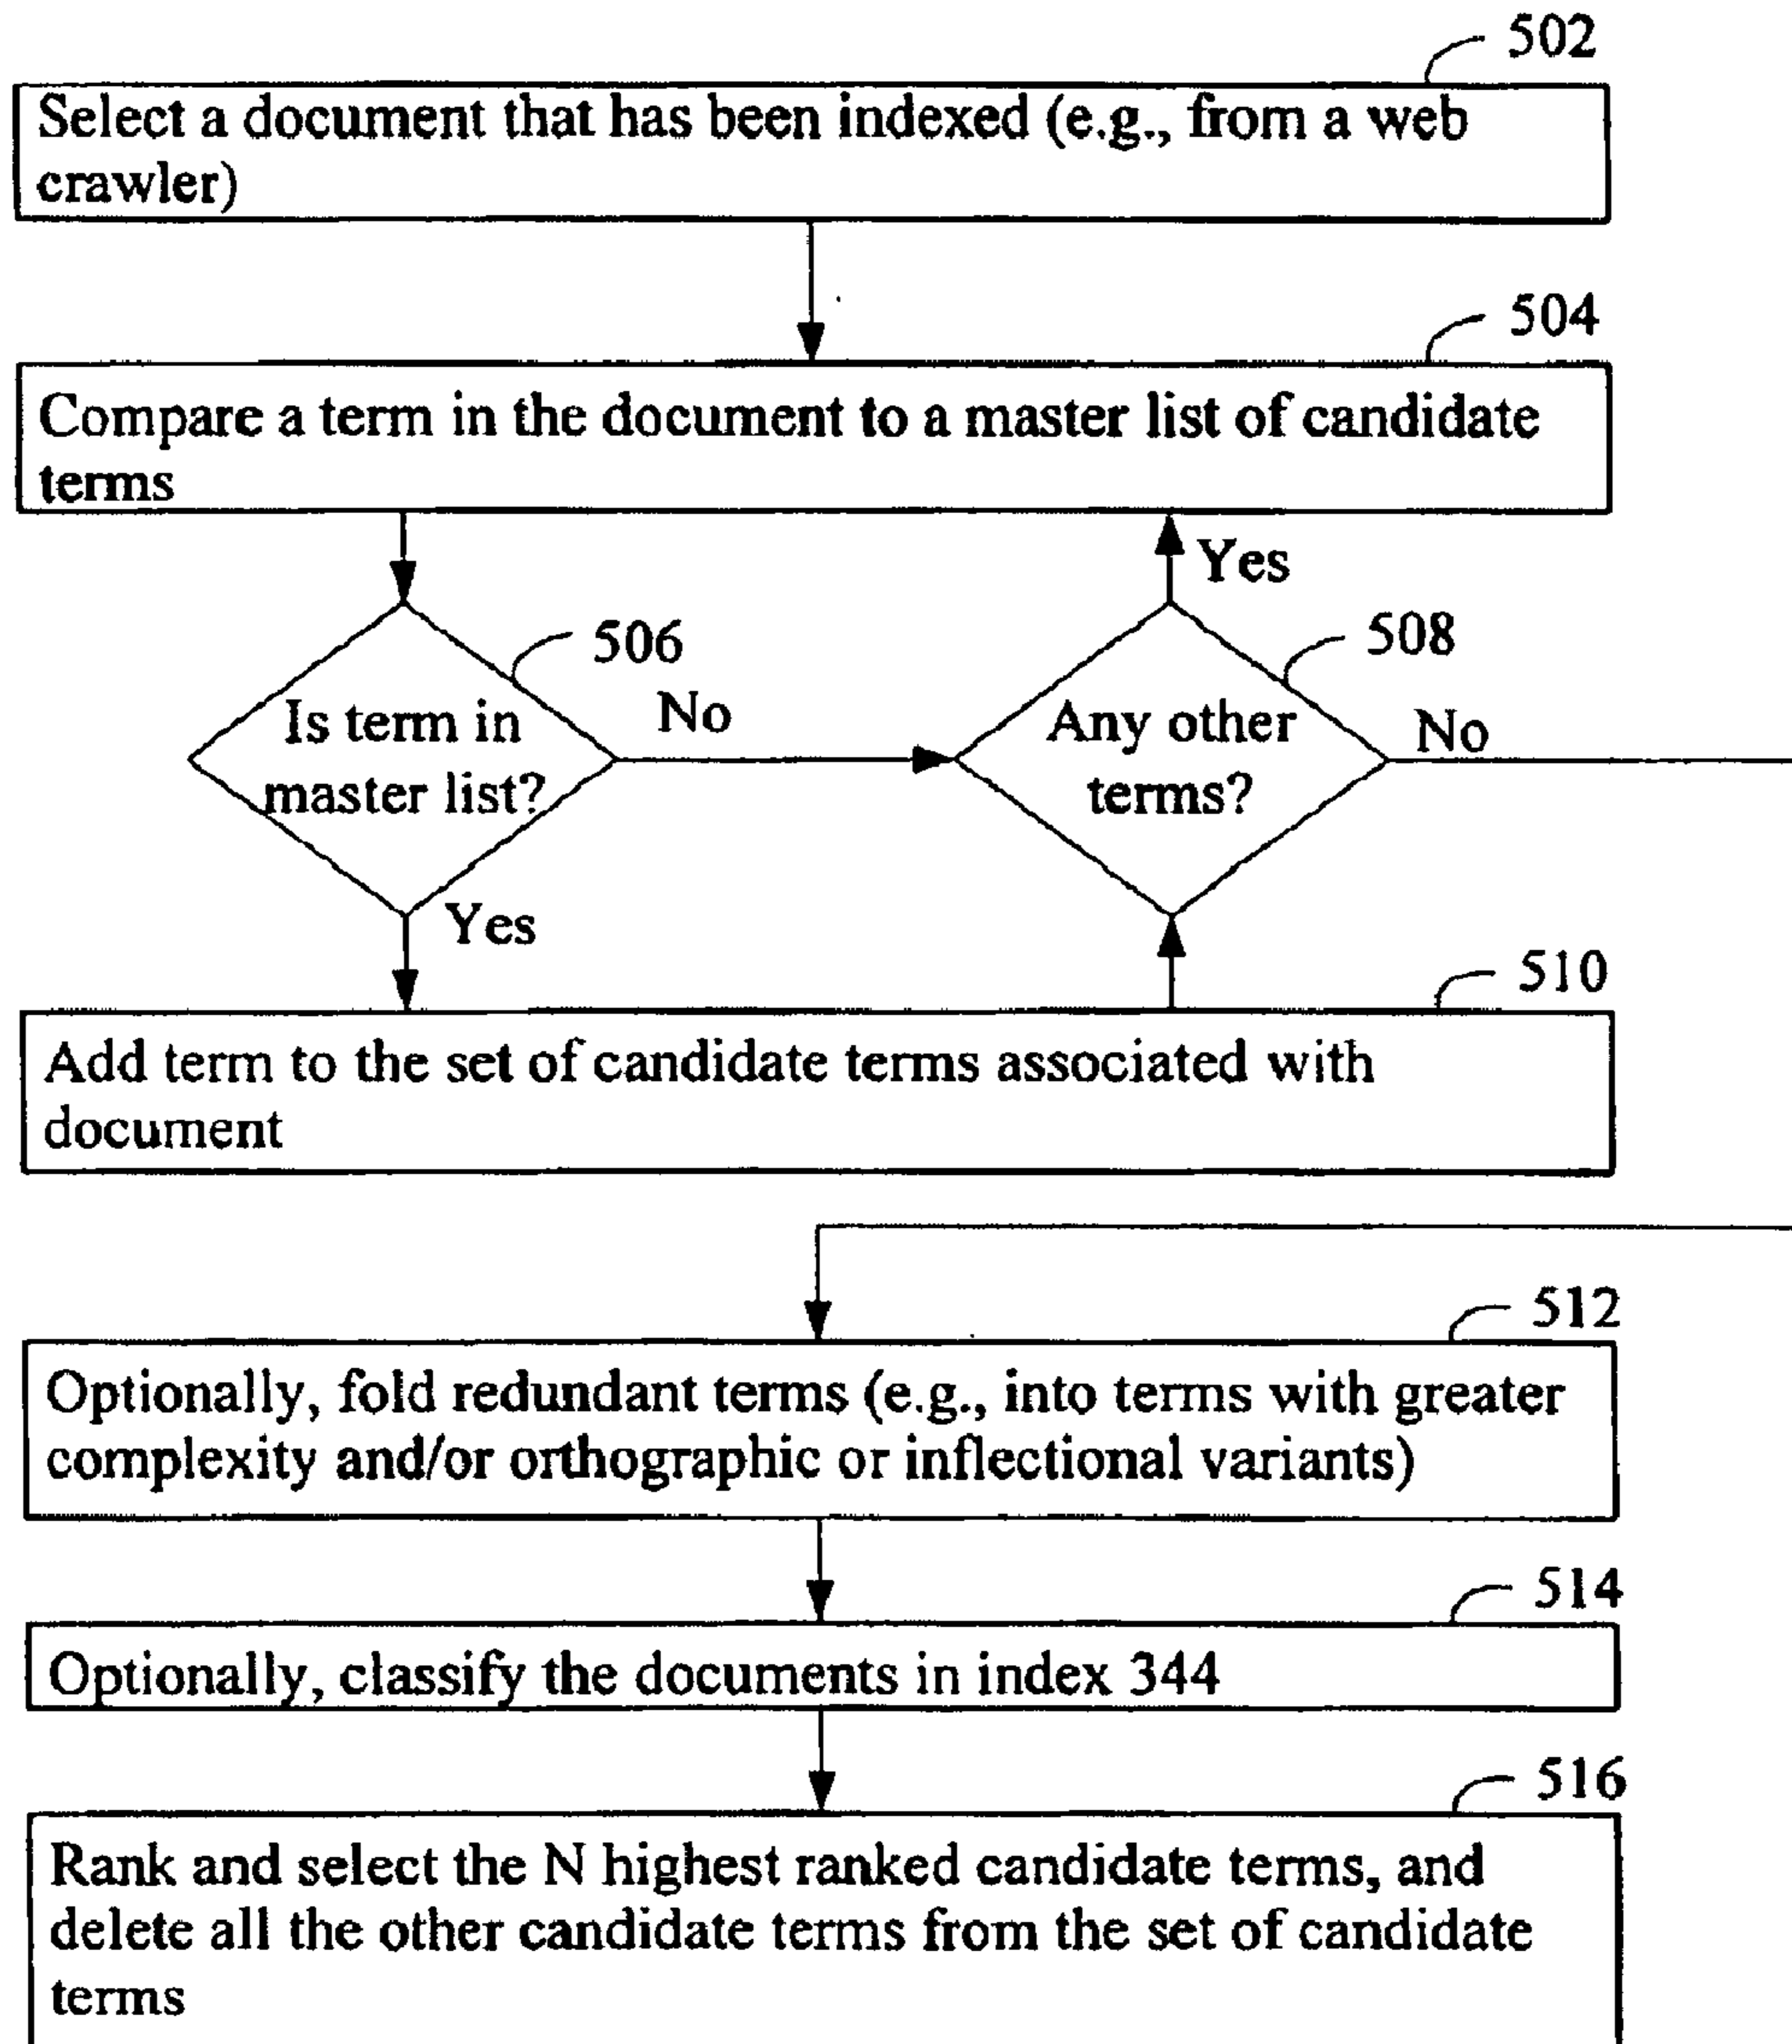 502
Select a document that has been indexed (e.g., from a web
crawler)
504
Compare a term in the document to a master list of candidate
terms
Yes
506
508
Is term in
master list?
No
Any other
terms?
No
Yes
510
Add term to the set of candidate terms associated with
document
512
Optionally, fold redundant terms (e.g., into terms with greater
complexity and/or orthographic or inflectional variants)
514
Optionally, classify the documents in index 344
516
Rank and select the N highest ranked candidate terms, and
delete all the other candidate terms from the set of candidate
terms